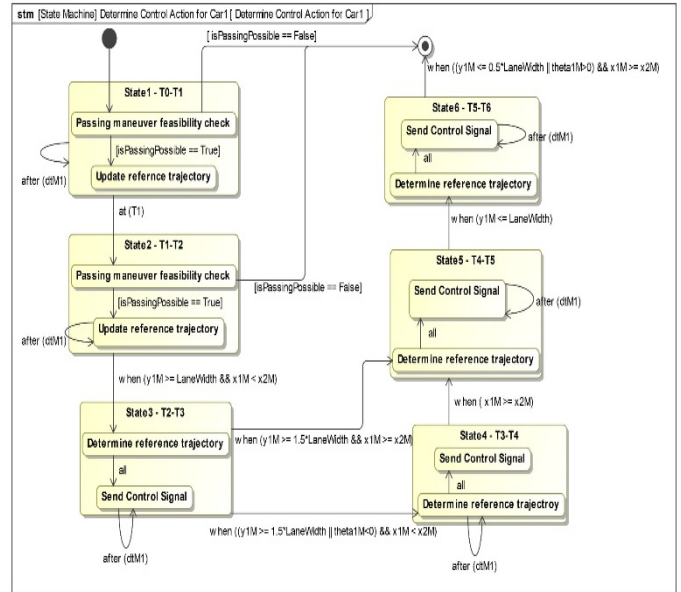 stm [State Machine] Determine Control Action for Car1 [ Determine Control Action for Car1 ]
[ isPassingPossible == False]
when ((y1M <= 0.5*LaneWidth || theta1M>0) && x1M >= x2M)
State1 - T0-T1
Passing maneuver feasibility check
[isPassingPossible == True]
Update refernce trajectory
after (dtM1)
at (T1)
State2 - T1-T2
Passing maneuver feasibility check
[isPassingPossible == False]
[isPassingPossible == True]
Update reference trajectory
after (dtM1)
when (y1M >= LaneWidth && x1M < x2M)
State3 - T2-T3
Determine reference trajectory
all
Send Control Signal
after (dtM1)
when (y1M >= 1.5*LaneWidth && x1M >= x2M)
when ((y1M >= 1.5*LaneWidth || theta1M<0) && x1M < x2M)
State4 - T3-T4
Send Control Signal
all
Determine reference trajectroy
after (dtM1)
when ( x1M >= x2M)
State5 - T4-T5
Send Control Signal
after (dtM1)
all
Determine reference trajectory
when (y1M <= LaneWidth)
State6 - T5-T6
Send Control Signal
after (dtM1)
all
Determine reference trajectory